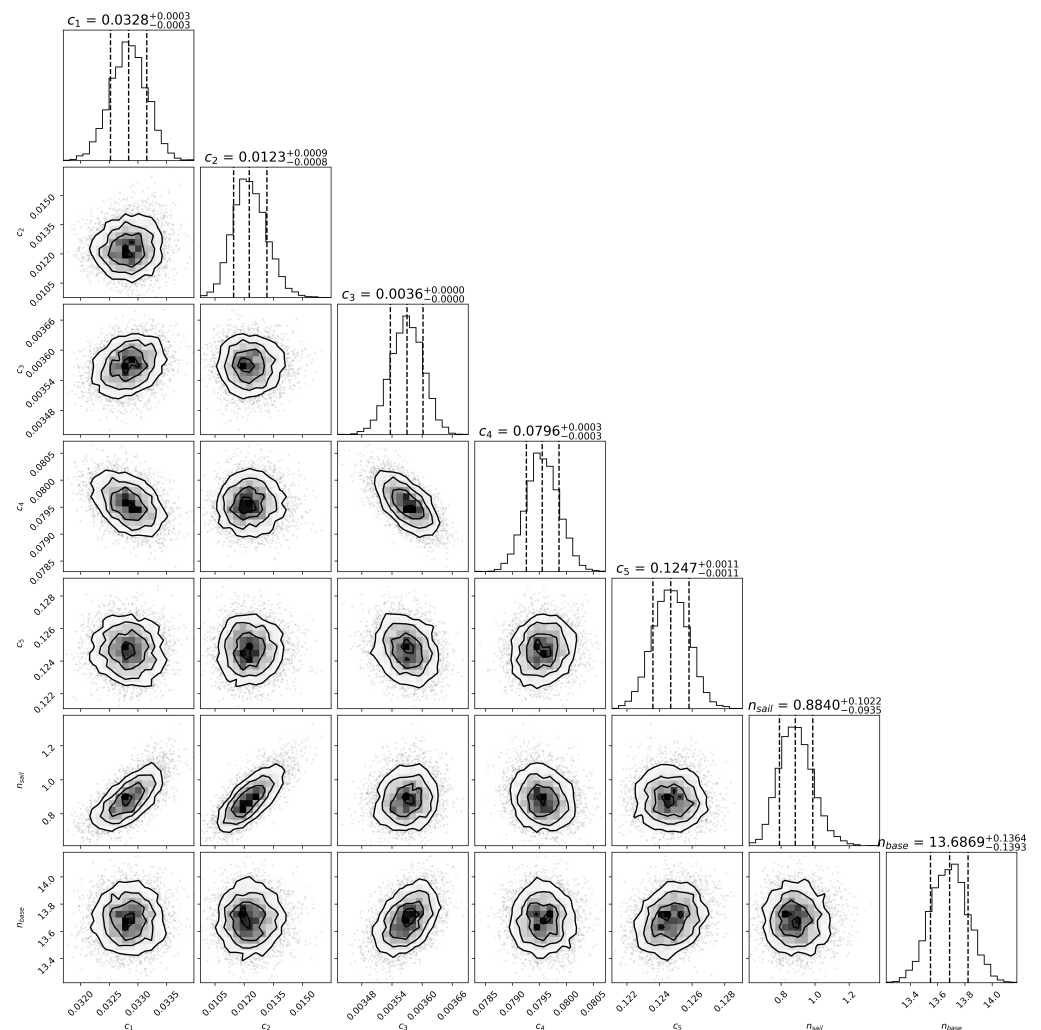 c₁ = 0.0328+0.0003−0.0003
c₂ = 0.0123+0.0009−0.0008
0.0150
0.0135
0.0120
0.0105
c₂
c₃ = 0.0036+0.0000−0.0000
0.00366
0.00360
0.00354
0.00348
c₃
c₄ = 0.0796+0.0003−0.0003
0.0805
0.0800
0.0795
0.0790
0.0785
c₄
c₅ = 0.1247+0.0011−0.0011
0.128
0.126
0.124
0.122
c₅
n_sail = 0.8840+0.1022−0.0935
1.2
1.0
0.8
n_sail
n_base = 13.6869+0.1364−0.1393
14.0
13.8
13.6
13.4
n_base
0.0320 0.0325 0.0330 0.0335 0.0105 0.0120 0.0135 0.0150 0.00348 0.00354 0.00360 0.00366 0.0785 0.0790 0.0795 0.0800 0.0805 0.122 0.124 0.126 0.128 0.8 1.0 1.2 13.4 13.6 13.8 14.0
c₁ c₂ c₃ c₄ c₅ n_sail n_base